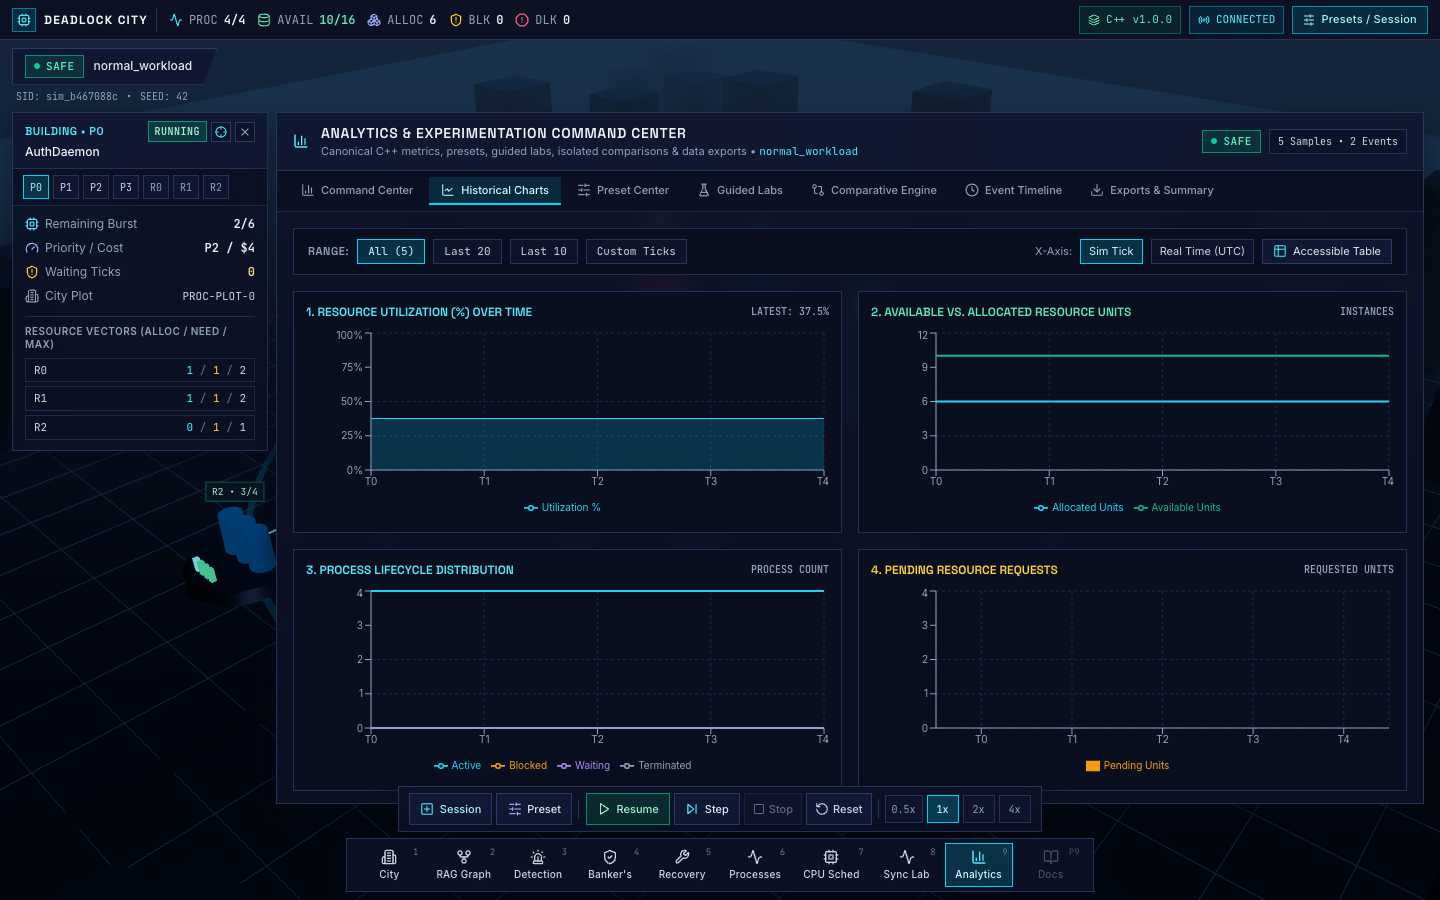 DEADLOCK CITY PROC 4/4 AVAIL 10/16 ALLOC 6 BLK 0 DLK 0 C++ v1.0.0 CONNECTED Presets / Session
SAFE normal_workload
SID: sim_b467088c • SEED: 42
BUILDING • P0 RUNNING
AuthDaemon
P0 P1 P2 P3 R0 R1 R2
Remaining Burst 2/6
Priority / Cost P2 / $4
Waiting Ticks 0
City Plot PROC-PLOT-0
RESOURCE VECTORS (ALLOC / NEED / MAX)
R0 1 / 1 / 2
R1 1 / 1 / 2
R2 0 / 1 / 1
R2 • 3/4
ANALYTICS & EXPERIMENTATION COMMAND CENTER
Canonical C++ metrics, presets, guided labs, isolated comparisons & data exports • normal_workload
SAFE 5 Samples • 2 Events
Command Center Historical Charts Preset Center Guided Labs Comparative Engine Event Timeline Exports & Summary
RANGE: All (5) Last 20 Last 10 Custom Ticks X-Axis: Sim Tick Real Time (UTC) Accessible Table
1. RESOURCE UTILIZATION (%) OVER TIME LATEST: 37.5%
100%
75%
50%
25%
0%
T0 T1 T2 T3 T4
Utilization %
2. AVAILABLE VS. ALLOCATED RESOURCE UNITS INSTANCES
12
9
6
3
0
T0 T1 T2 T3 T4
Allocated Units Available Units
3. PROCESS LIFECYCLE DISTRIBUTION PROCESS COUNT
4
3
2
1
0
T0 T1 T2 T3 T4
Active Blocked Waiting Terminated
4. PENDING RESOURCE REQUESTS REQUESTED UNITS
4
3
2
1
0
T0 T1 T2 T3 T4
Pending Units
Session Preset Resume Step Stop Reset 0.5x 1x 2x 4x
1 2 3 4 5 6 7 8 9 P9
City RAG Graph Detection Banker's Recovery Processes CPU Sched Sync Lab Analytics Docs